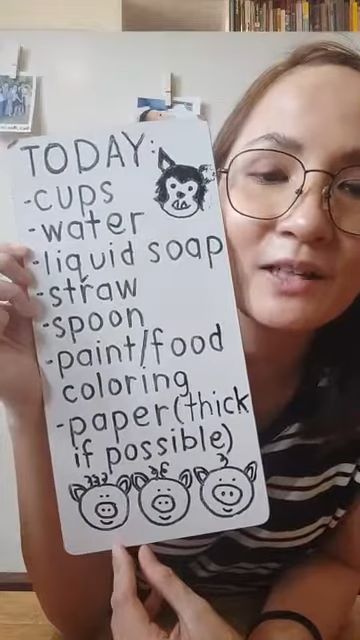 TODAY:
-cups
-water
-liquid soap
-straw
-spoon
-paint/food
coloring
-paper(thick
if possible)